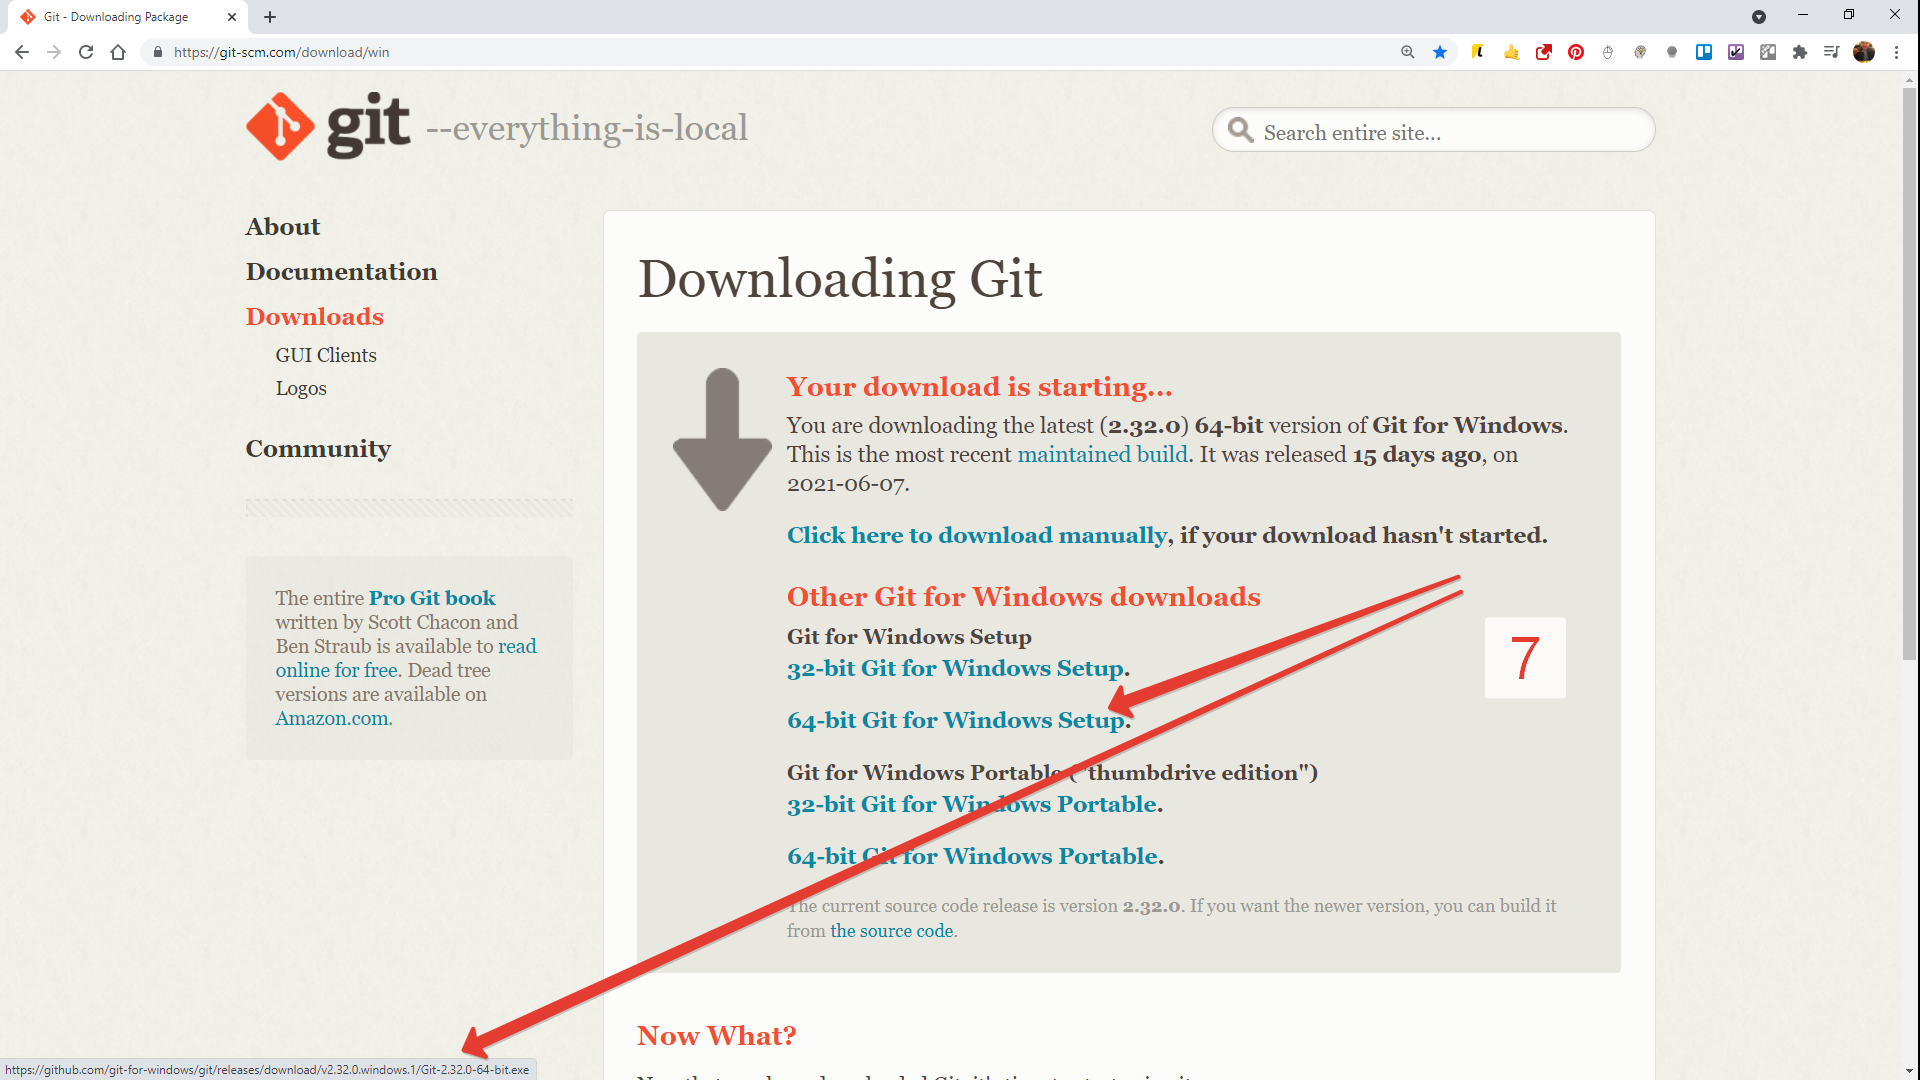 Git - Downloading Package
https://git-scm.com/download/win
git --everything-is-local
Search entire site...
About
Documentation
Downloads
GUI Clients
Logos
Community
The entire Pro Git book
written by Scott Chacon and
Ben Straub is available to read
online for free. Dead tree
versions are available on
Amazon.com.
Downloading Git
Your download is starting...
You are downloading the latest (2.32.0) 64-bit version of Git for Windows.
This is the most recent maintained build. It was released 15 days ago, on
2021-06-07.
Click here to download manually, if your download hasn't started.
Other Git for Windows downloads
Git for Windows Setup
32-bit Git for Windows Setup.
64-bit Git for Windows Setup.
7
Git for Windows Portable ("thumbdrive edition")
32-bit Git for Windows Portable.
64-bit Git for Windows Portable.
The current source code release is version 2.32.0. If you want the newer version, you can build it
from the source code.
Now What?
https://github.com/git-for-windows/git/releases/download/v2.32.0.windows.1/Git-2.32.0-64-bit.exe